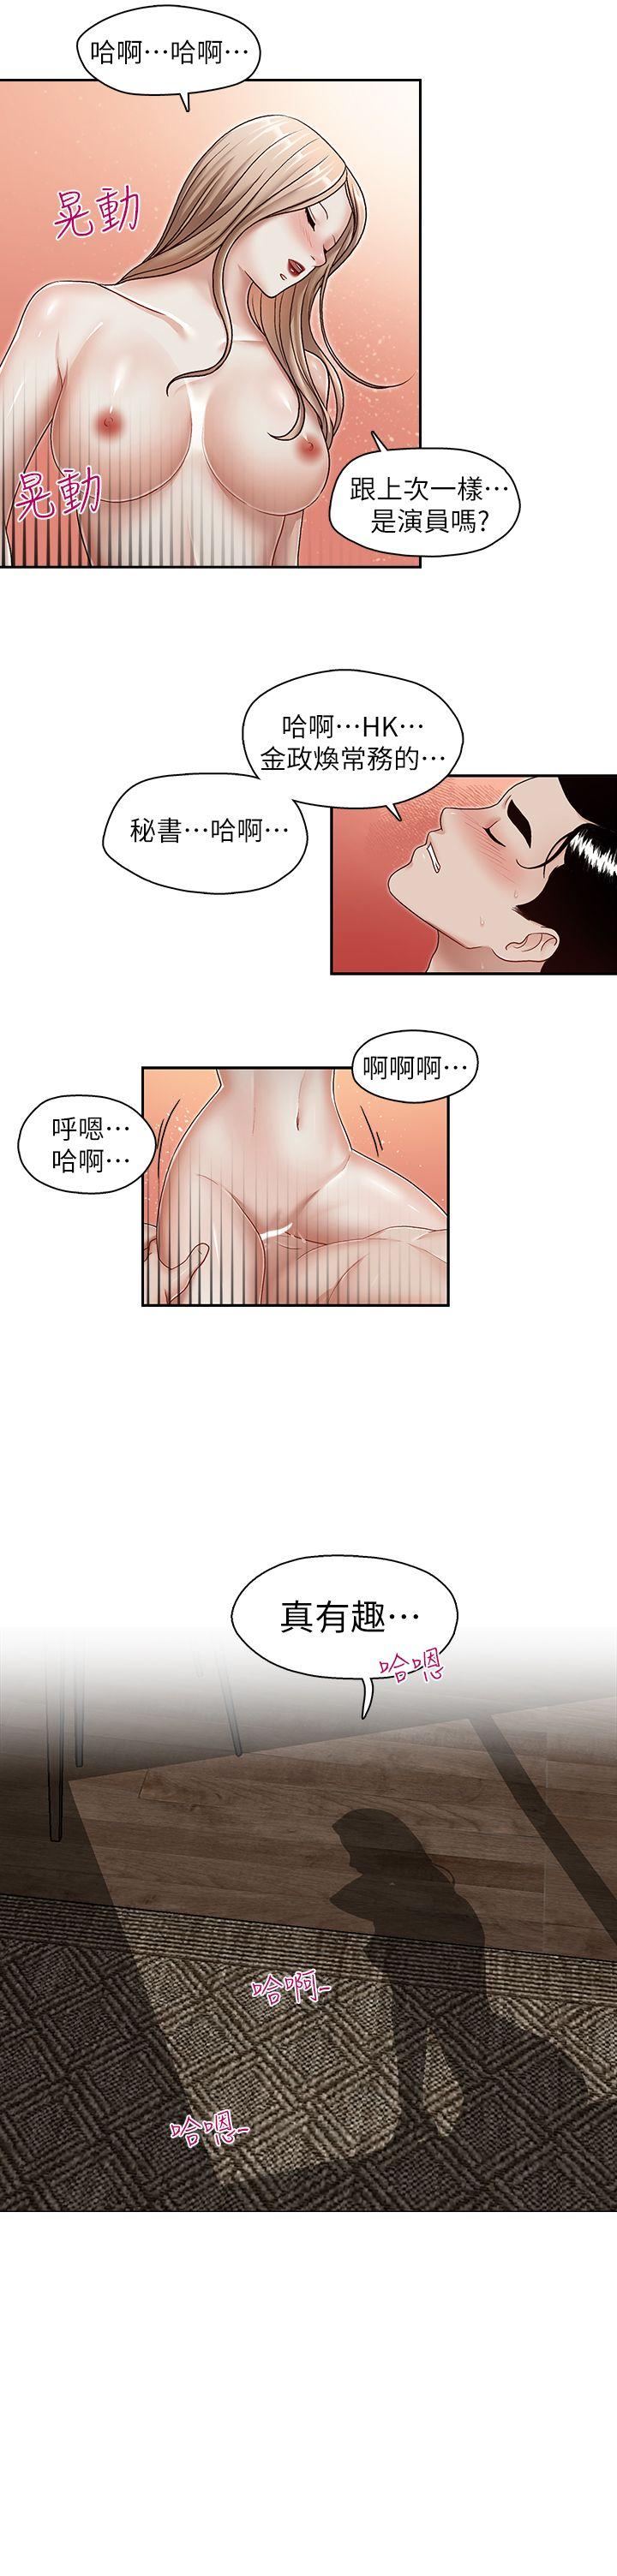 哈啊⋯哈啊⋯
晃動
晃動
跟上次一樣⋯
是演員嗎?
哈啊⋯HK⋯
金政煥常務的⋯
秘書⋯哈啊⋯
啊啊啊⋯
呼嗯⋯
哈啊⋯
真有趣⋯
哈嗯
哈啊~
哈嗯~